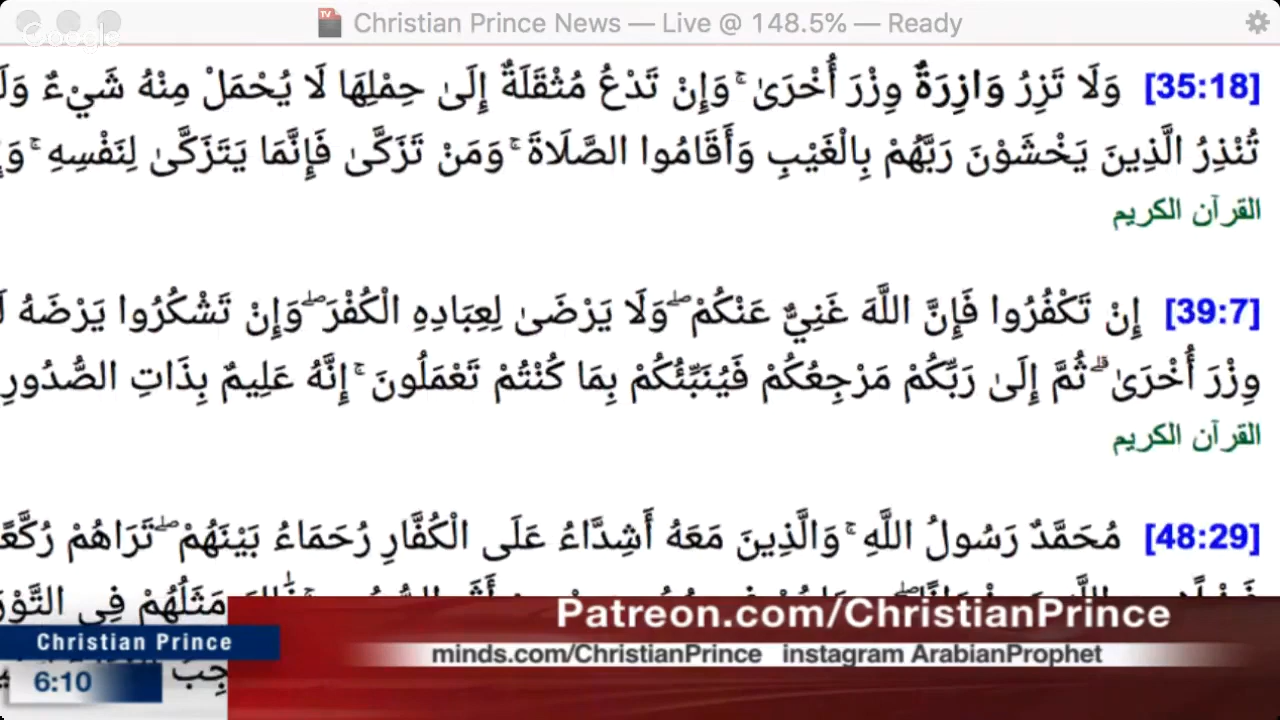 Christian Prince News — Live @ 148.5% — Ready
Google
[35:18] وَلَا تَزِرُ وَازِرَةٌ وِزْرَ أُخْرَىٰ ۚ وَإِنْ تَدْعُ مُثْقَلَةٌ إِلَىٰ حِمْلِهَا لَا يُحْمَلْ مِنْهُ شَيْءٌ
تُنْذِرُ الَّذِينَ يَخْشَوْنَ رَبَّهُمْ بِالْغَيْبِ وَأَقَامُوا الصَّلَاةَ ۚ وَمَنْ تَزَكَّىٰ فَإِنَّمَا يَتَزَكَّىٰ لِنَفْسِهِ ۚ
القرآن الكريم
[39:7] إِنْ تَكْفُرُوا فَإِنَّ اللَّهَ غَنِيٌّ عَنْكُمْ ۖ وَلَا يَرْضَىٰ لِعِبَادِهِ الْكُفْرَ ۖ وَإِنْ تَشْكُرُوا يَرْضَهُ
وِزْرَ أُخْرَىٰ ۗ ثُمَّ إِلَىٰ رَبِّكُمْ مَرْجِعُكُمْ فَيُنَبِّئُكُمْ بِمَا كُنْتُمْ تَعْمَلُونَ ۚ إِنَّهُ عَلِيمٌ بِذَاتِ الصُّدُورِ
القرآن الكريم
[48:29] مُحَمَّدٌ رَسُولُ اللَّهِ ۚ وَالَّذِينَ مَعَهُ أَشِدَّاءُ عَلَى الْكُفَّارِ رُحَمَاءُ بَيْنَهُمْ ۖ تَرَاهُمْ رُكَّعًا
مَثَلُهُمْ فِي
Patreon.com/ChristianPrince
Christian Prince
minds.com/ChristianPrince instagram ArabianProphet
6:10